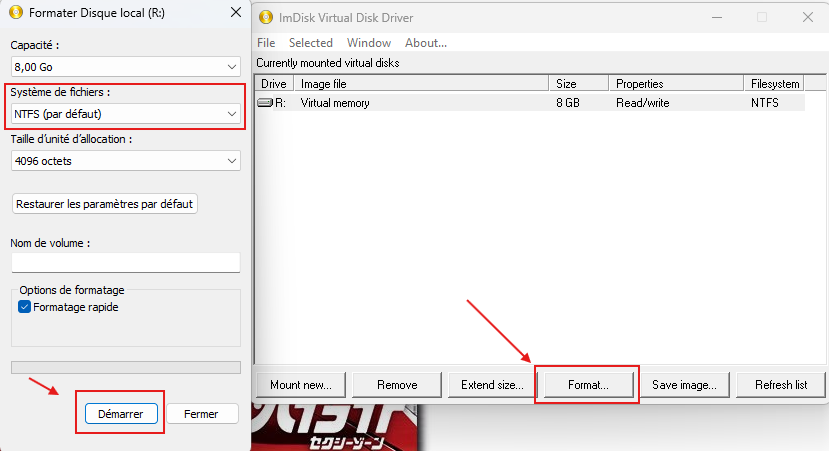 Formater Disque local (R:)
Capacité :
8,00 Go
Système de fichiers :
NTFS (par défaut)
Taille d'unité d'allocation :
4096 octets
Restaurer les paramètres par défaut
Nom de volume :
Options de formatage
Formatage rapide
Démarrer
Fermer
ImDisk Virtual Disk Driver
File Selected Window About...
Currently mounted virtual disks
Drive Image file Size Properties Filesystem
R: Virtual memory 8 GB Read/write NTFS
Mount new... Remove Extend size... Format... Save image... Refresh list
セクシーゾーン